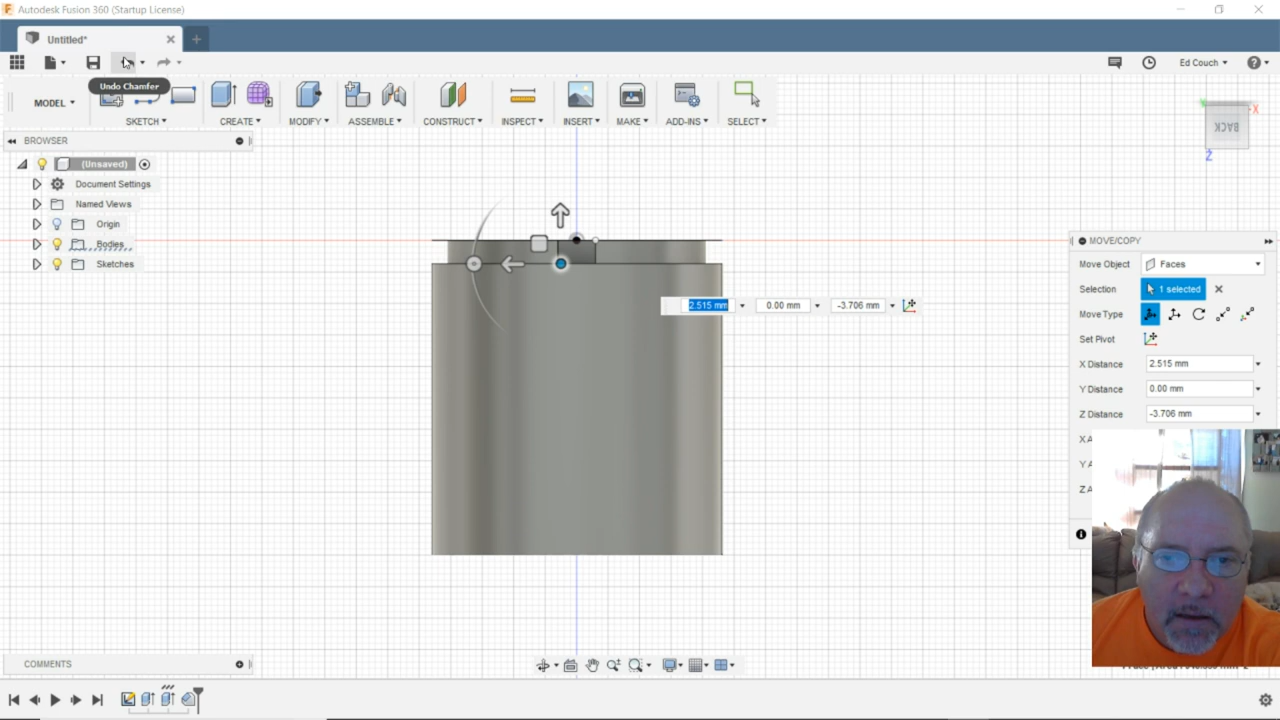 Autodesk Fusion 360 (Startup License)
Untitled*
Ed Couch
Undo Chamfer
MODEL
SKETCH
CREATE
MODIFY
ASSEMBLE
CONSTRUCT
INSPECT
INSERT
MAKE
ADD-INS
SELECT
BROWSER
(Unsaved)
Document Settings
Named Views
Origin
Bodies
Sketches
BACK
X
Z
2.515 mm
0.00 mm
-3.706 mm
MOVE/COPY
Move Object
Faces
Selection
1 selected
Move Type
Set Pivot
X Distance
2.515 mm
Y Distance
0.00 mm
Z Distance
-3.706 mm
X A
Y A
Z A
COMMENTS